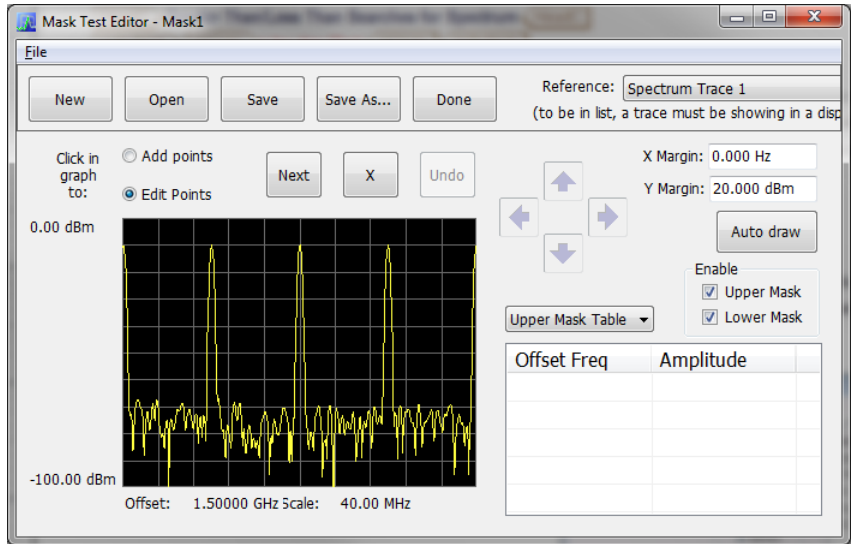 Mask Test Editor - Mask1
File
New
Open
Save
Save As...
Done
Reference:
Spectrum Trace 1
(to be in list, a trace must be showing in a disp
Click in
graph
to:
Add points
Edit Points
Next
X
Undo
X Margin:
0.000 Hz
Y Margin:
20.000 dBm
Auto draw
Enable
Upper Mask
Lower Mask
0.00 dBm
-100.00 dBm
Offset: 1.50000 GHz Scale: 40.00 MHz
Upper Mask Table
Offset Freq Amplitude